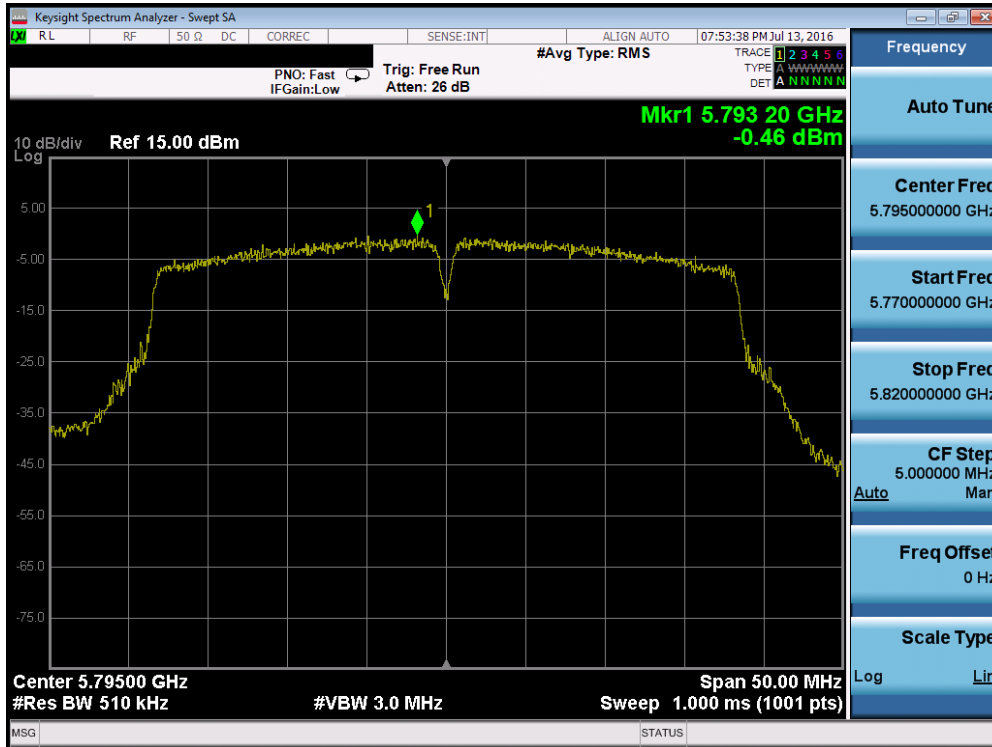 Keysight Spectrum Analyzer - Swept SA
LXI RL RF 50 Ω DC CORREC SENSE:INT ALIGN AUTO 07:53:38 PM Jul 13, 2016
#Avg Type: RMS
TRACE 1 2 3 4 5 6
TYPE A WWWWW
DET A N N N N N
PNO: Fast
IFGain:Low
Trig: Free Run
Atten: 26 dB
Mkr1 5.793 20 GHz
-0.46 dBm
10 dB/div Ref 15.00 dBm
Log
1
5.00
-5.00
-15.0
-25.0
-35.0
-45.0
-55.0
-65.0
-75.0
Center 5.79500 GHz Span 50.00 MHz
#Res BW 510 kHz #VBW 3.0 MHz Sweep 1.000 ms (1001 pts)
MSG STATUS
Frequency
Auto Tune
Center Freq
5.795000000 GHz
Start Freq
5.770000000 GHz
Stop Freq
5.820000000 GHz
CF Step
5.000000 MHz
Auto Man
Freq Offset
0 Hz
Scale Type
Log Lin